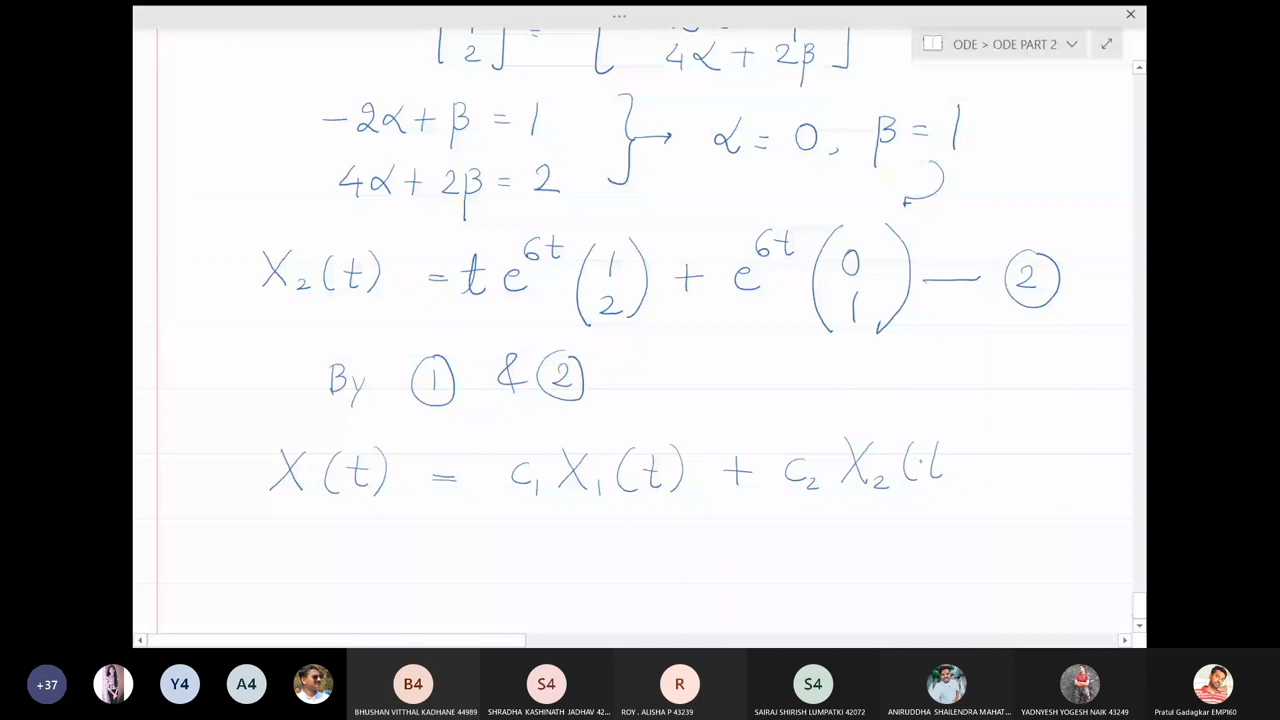 ...
ODE > ODE PART 2
2 = 4α + 2β
-2α + β = 1
4α + 2β = 2
→ α = 0, β = 1
X₂(t) = t e^{6t} (1 2) + e^{6t} (0 1) — ②
By ① & ②
X(t) = c₁ X₁(t) + c₂ X₂(t
+37
Y4
A4
B4
S4
R
S4
BHUSHAN VITTHAL KADHANE 44989
SHRADHA KASHINATH JADHAV 42...
ROY . ALISHA P 43239
SAIRAJ SHIRISH LUMPATKI 42072
ANIRUDDHA SHAILENDRA MAHAT...
YADNYESH YOGESH NAIK 43249
Pratul Gadagkar EMP160